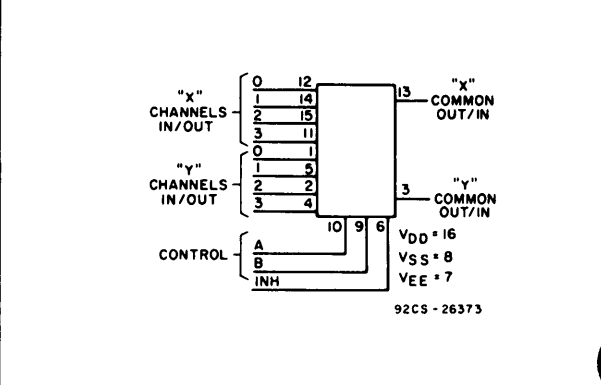 0 12
"X" 1 14
CHANNELS 2 15
IN/OUT 3 11
13 "X"
COMMON
OUT/IN
0 1
"Y" 1 5
CHANNELS 2 2
IN/OUT 3 4
3 "Y"
COMMON
OUT/IN
10 9 6
CONTROL A
B
INH
VDD = 16
VSS = 8
VEE = 7
92CS - 26373